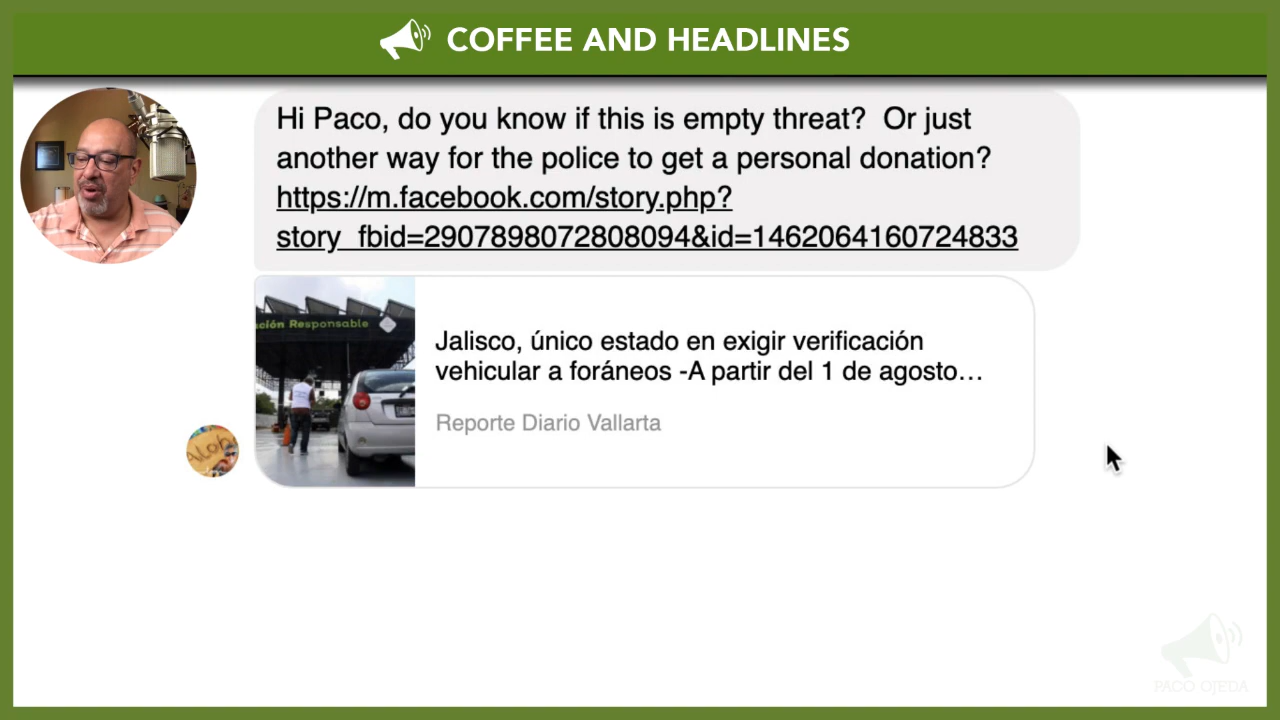 COFFEE AND HEADLINES
Hi Paco, do you know if this is empty threat? Or just
another way for the police to get a personal donation?
https://m.facebook.com/story.php?
story_fbid=2907898072808094&id=1462064160724833
ción Responsable
Jalisco, único estado en exigir verificación
vehicular a foráneos -A partir del 1 de agosto...
Reporte Diario Vallarta
Aloh
PACO OJEDA